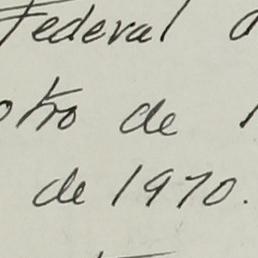 Federal
otro de
de 1970.